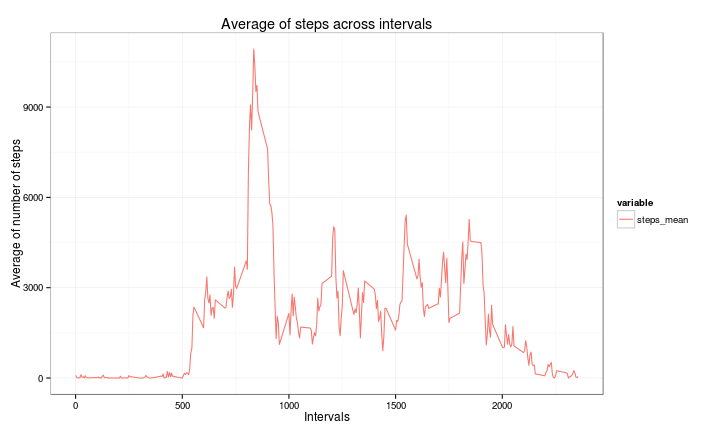 Average of steps across intervals
Average of number of steps
9000
6000
3000
0
0
500
1000
1500
2000
Intervals
variable
steps_mean